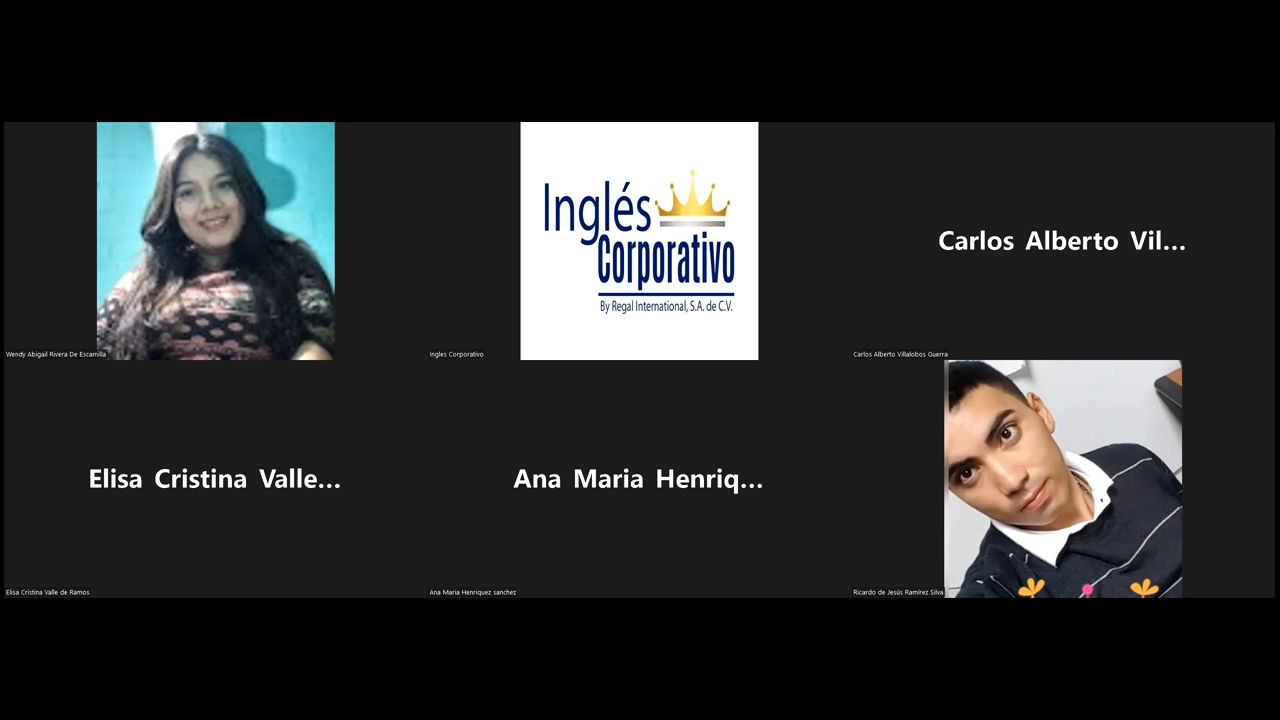 Inglés
Corporativo
By Regal International, S.A. de C.V.
Carlos Alberto Vil...
Wendy Abigail Rivera De Escamilla
Ingles Corporativo
Carlos Alberto Villalobos Guerra
Elisa Cristina Valle...
Ana Maria Henriq...
Elisa Cristina Valle de Ramos
Ana Maria Henriquez sanchez
Ricardo de Jesús Ramírez Silva